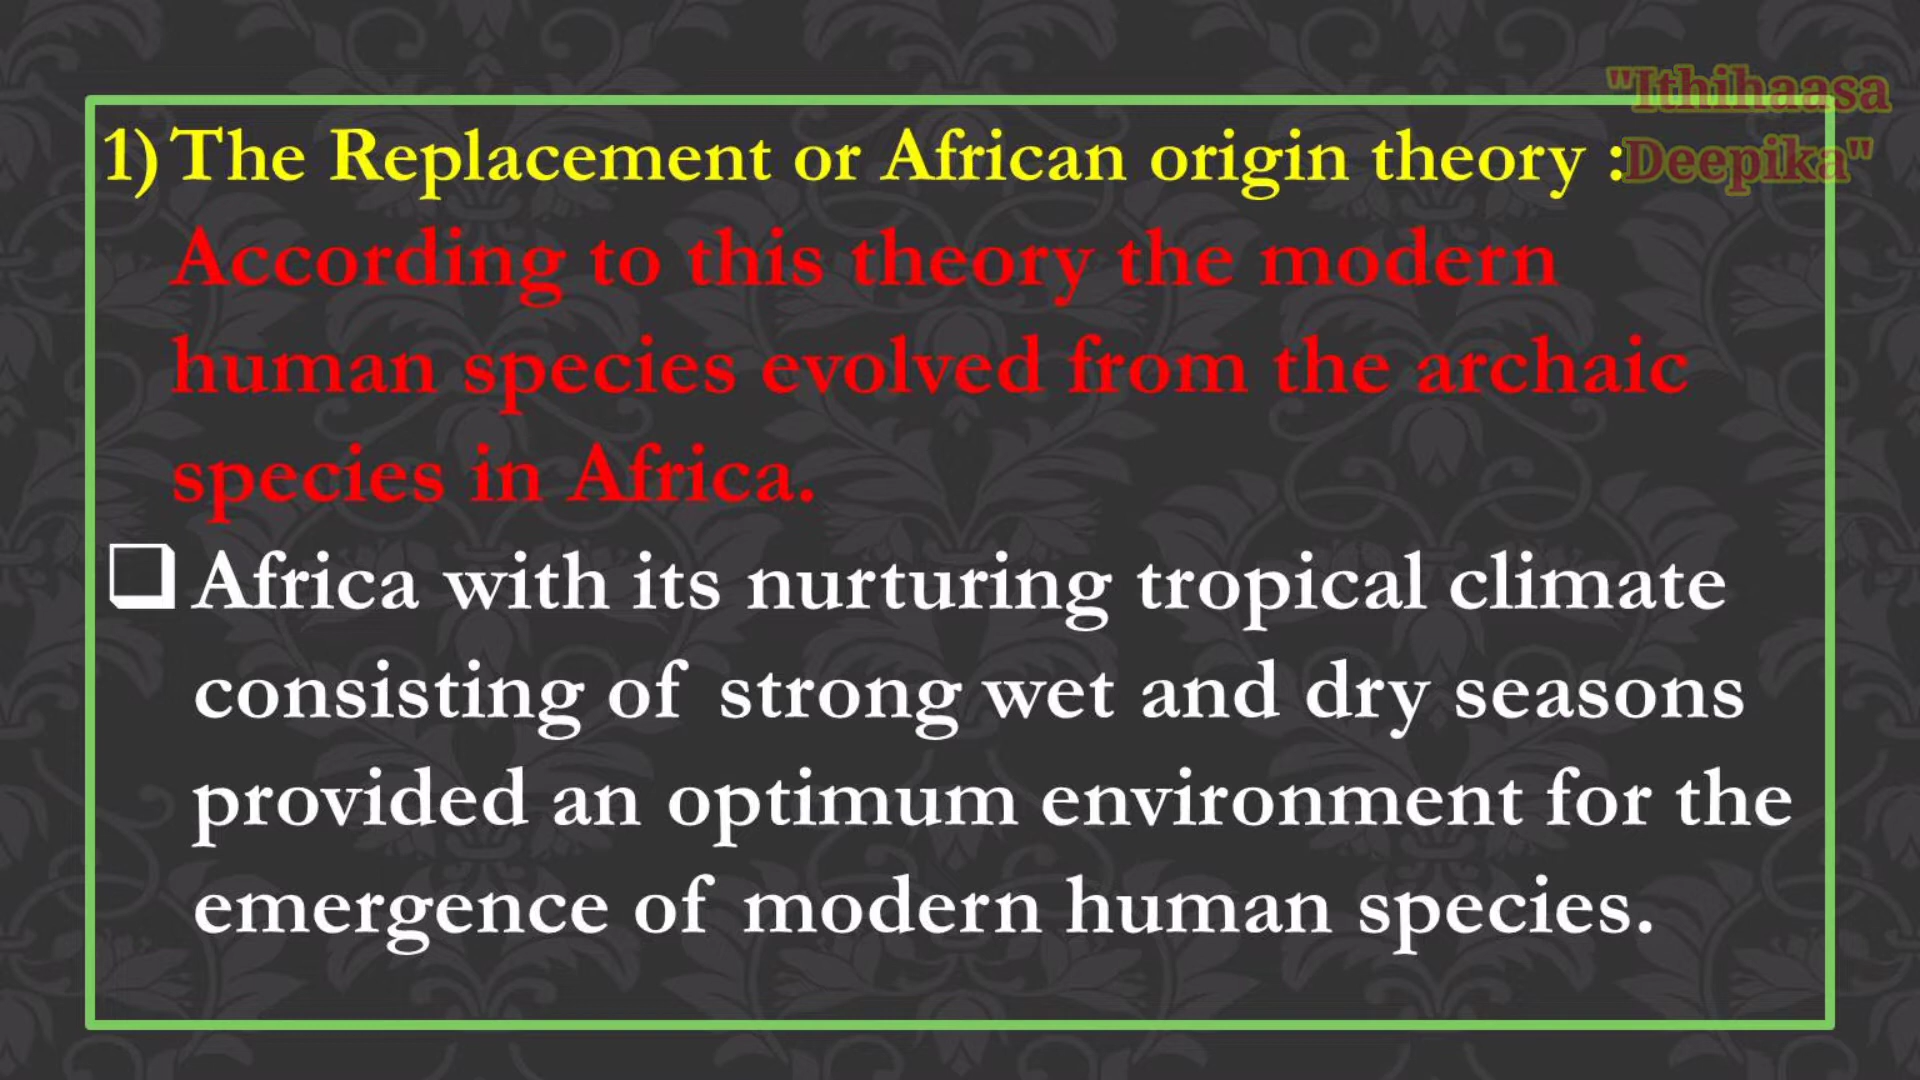 "Ithihaasa
Deepika"
1) The Replacement or African origin theory :
According to this theory the modern
human species evolved from the archaic
species in Africa.
❑ Africa with its nurturing tropical climate
consisting of strong wet and dry seasons
provided an optimum environment for the
emergence of modern human species.